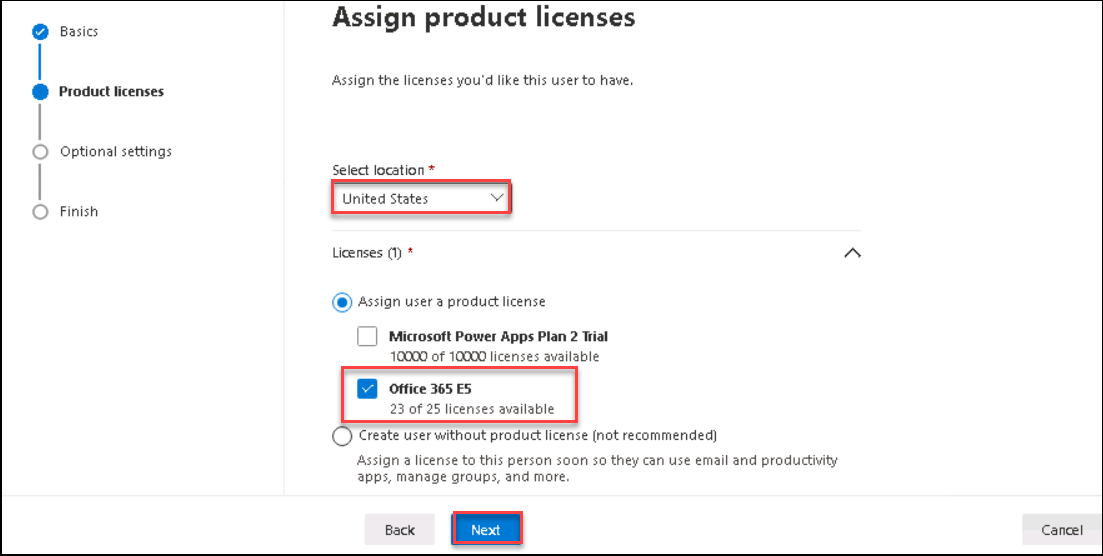 Assign product licenses
Basics
Product licenses
Optional settings
Finish
Assign the licenses you'd like this user to have.
Select location *
United States
Licenses (1) *
Assign user a product license
Microsoft Power Apps Plan 2 Trial
10000 of 10000 licenses available
Office 365 E5
23 of 25 licenses available
Create user without product license (not recommended)
Assign a license to this person soon so they can use email and productivity
apps, manage groups, and more.
Back
Next
Cancel